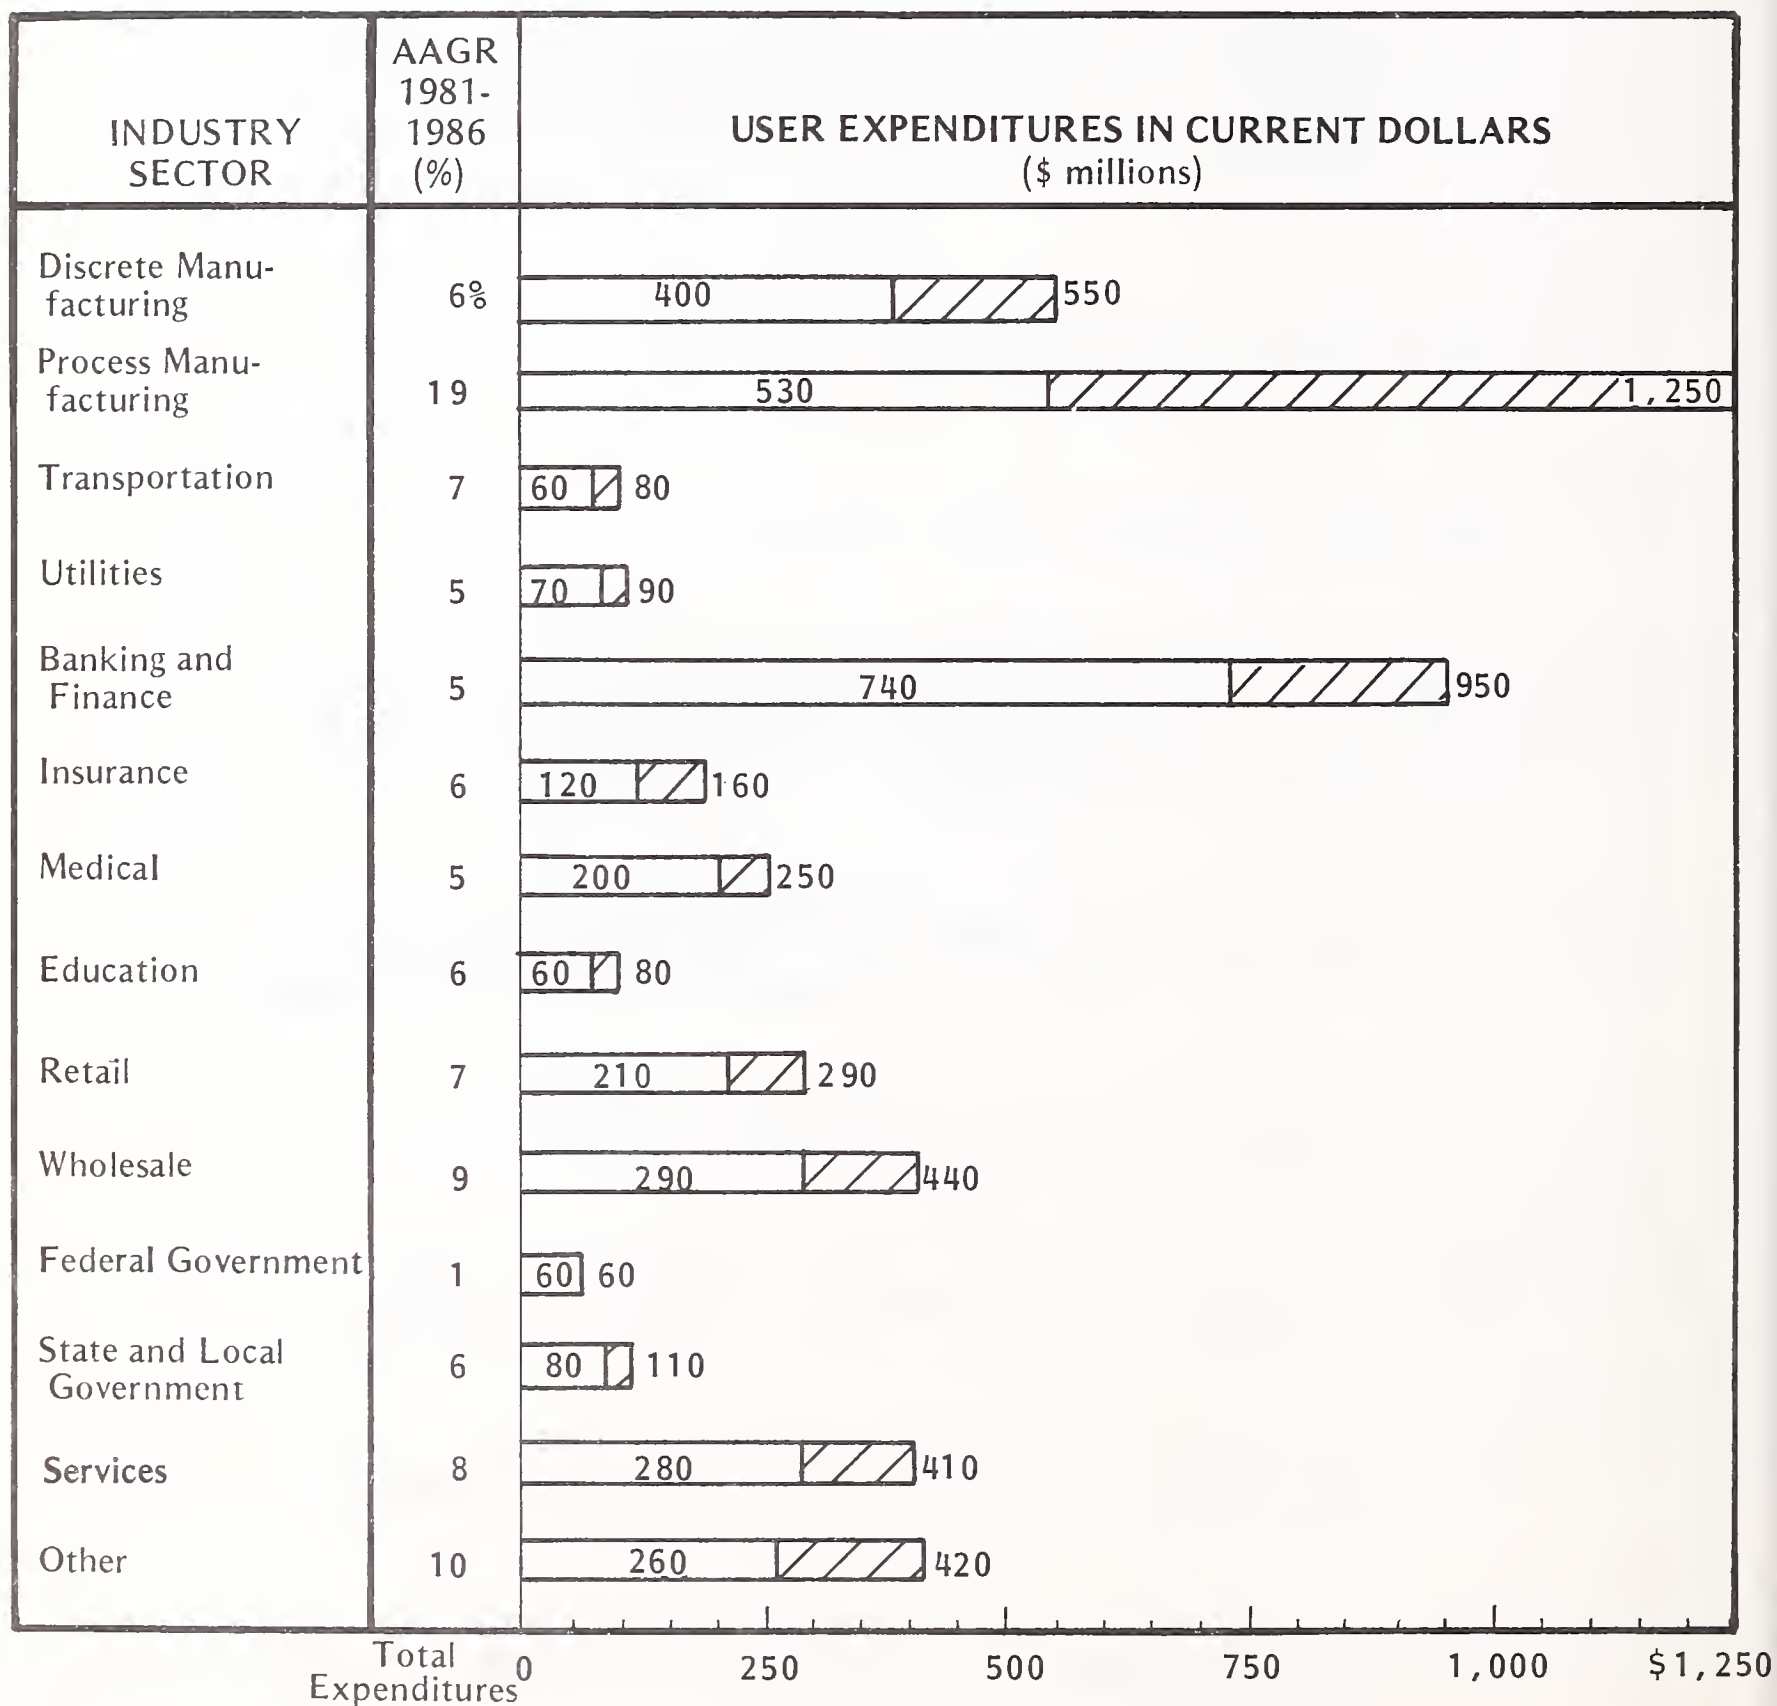 INDUSTRY
SECTOR
AAGR
1981-
1986
(%)
USER EXPENDITURES IN CURRENT DOLLARS
($ millions)
Discrete Manu-
facturing
6%
400
550
Process Manu-
facturing
19
530
1,250
Transportation
7
60
80
Utilities
5
70
90
Banking and
Finance
5
740
950
Insurance
6
120
160
Medical
5
200
250
Education
6
60
80
Retail
7
210
290
Wholesale
9
290
440
Federal Government
1
60
60
State and Local
Government
6
80
110
Services
8
280
410
Other
10
260
420
Total
Expenditures
0
250
500
750
1,000
$1,250